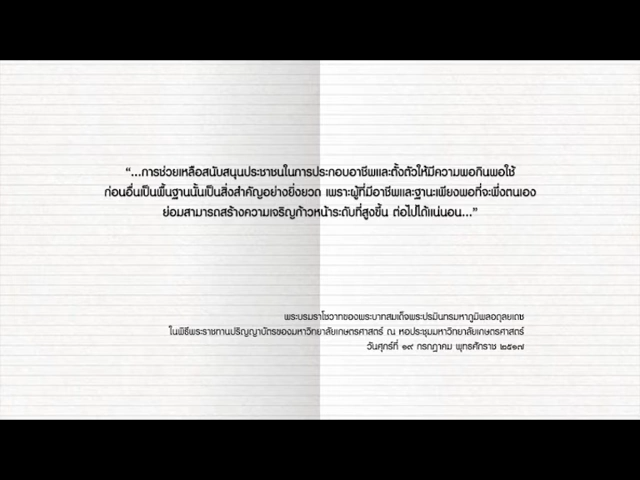 “...การช่วยเหลือสนับสนุนประชาชนในการประกอบอาชีพและตั้งตัวให้มีความพอกินพอใช้
ก่อนอื่นเป็นพื้นฐานนั้นเป็นสิ่งสำคัญอย่างยิ่งยวด เพราะผู้ที่มีอาชีพและฐานะเพียงพอที่จะพึ่งตนเอง
ย่อมสามารถสร้างความเจริญก้าวหน้าระดับที่สูงขึ้น ต่อไปได้แน่นอน...”
พระบรมราโชวาทของพระบาทสมเด็จพระปรมินทรมหาภูมิพลอดุลยเดช
ในพิธีพระราชทานปริญญาบัตรของมหาวิทยาลัยเกษตรศาสตร์ ณ หอประชุมมหาวิทยาลัยเกษตรศาสตร์
วันศุกร์ที่ ๑๙ กรกฎาคม พุทธศักราช ๒๕๑๗